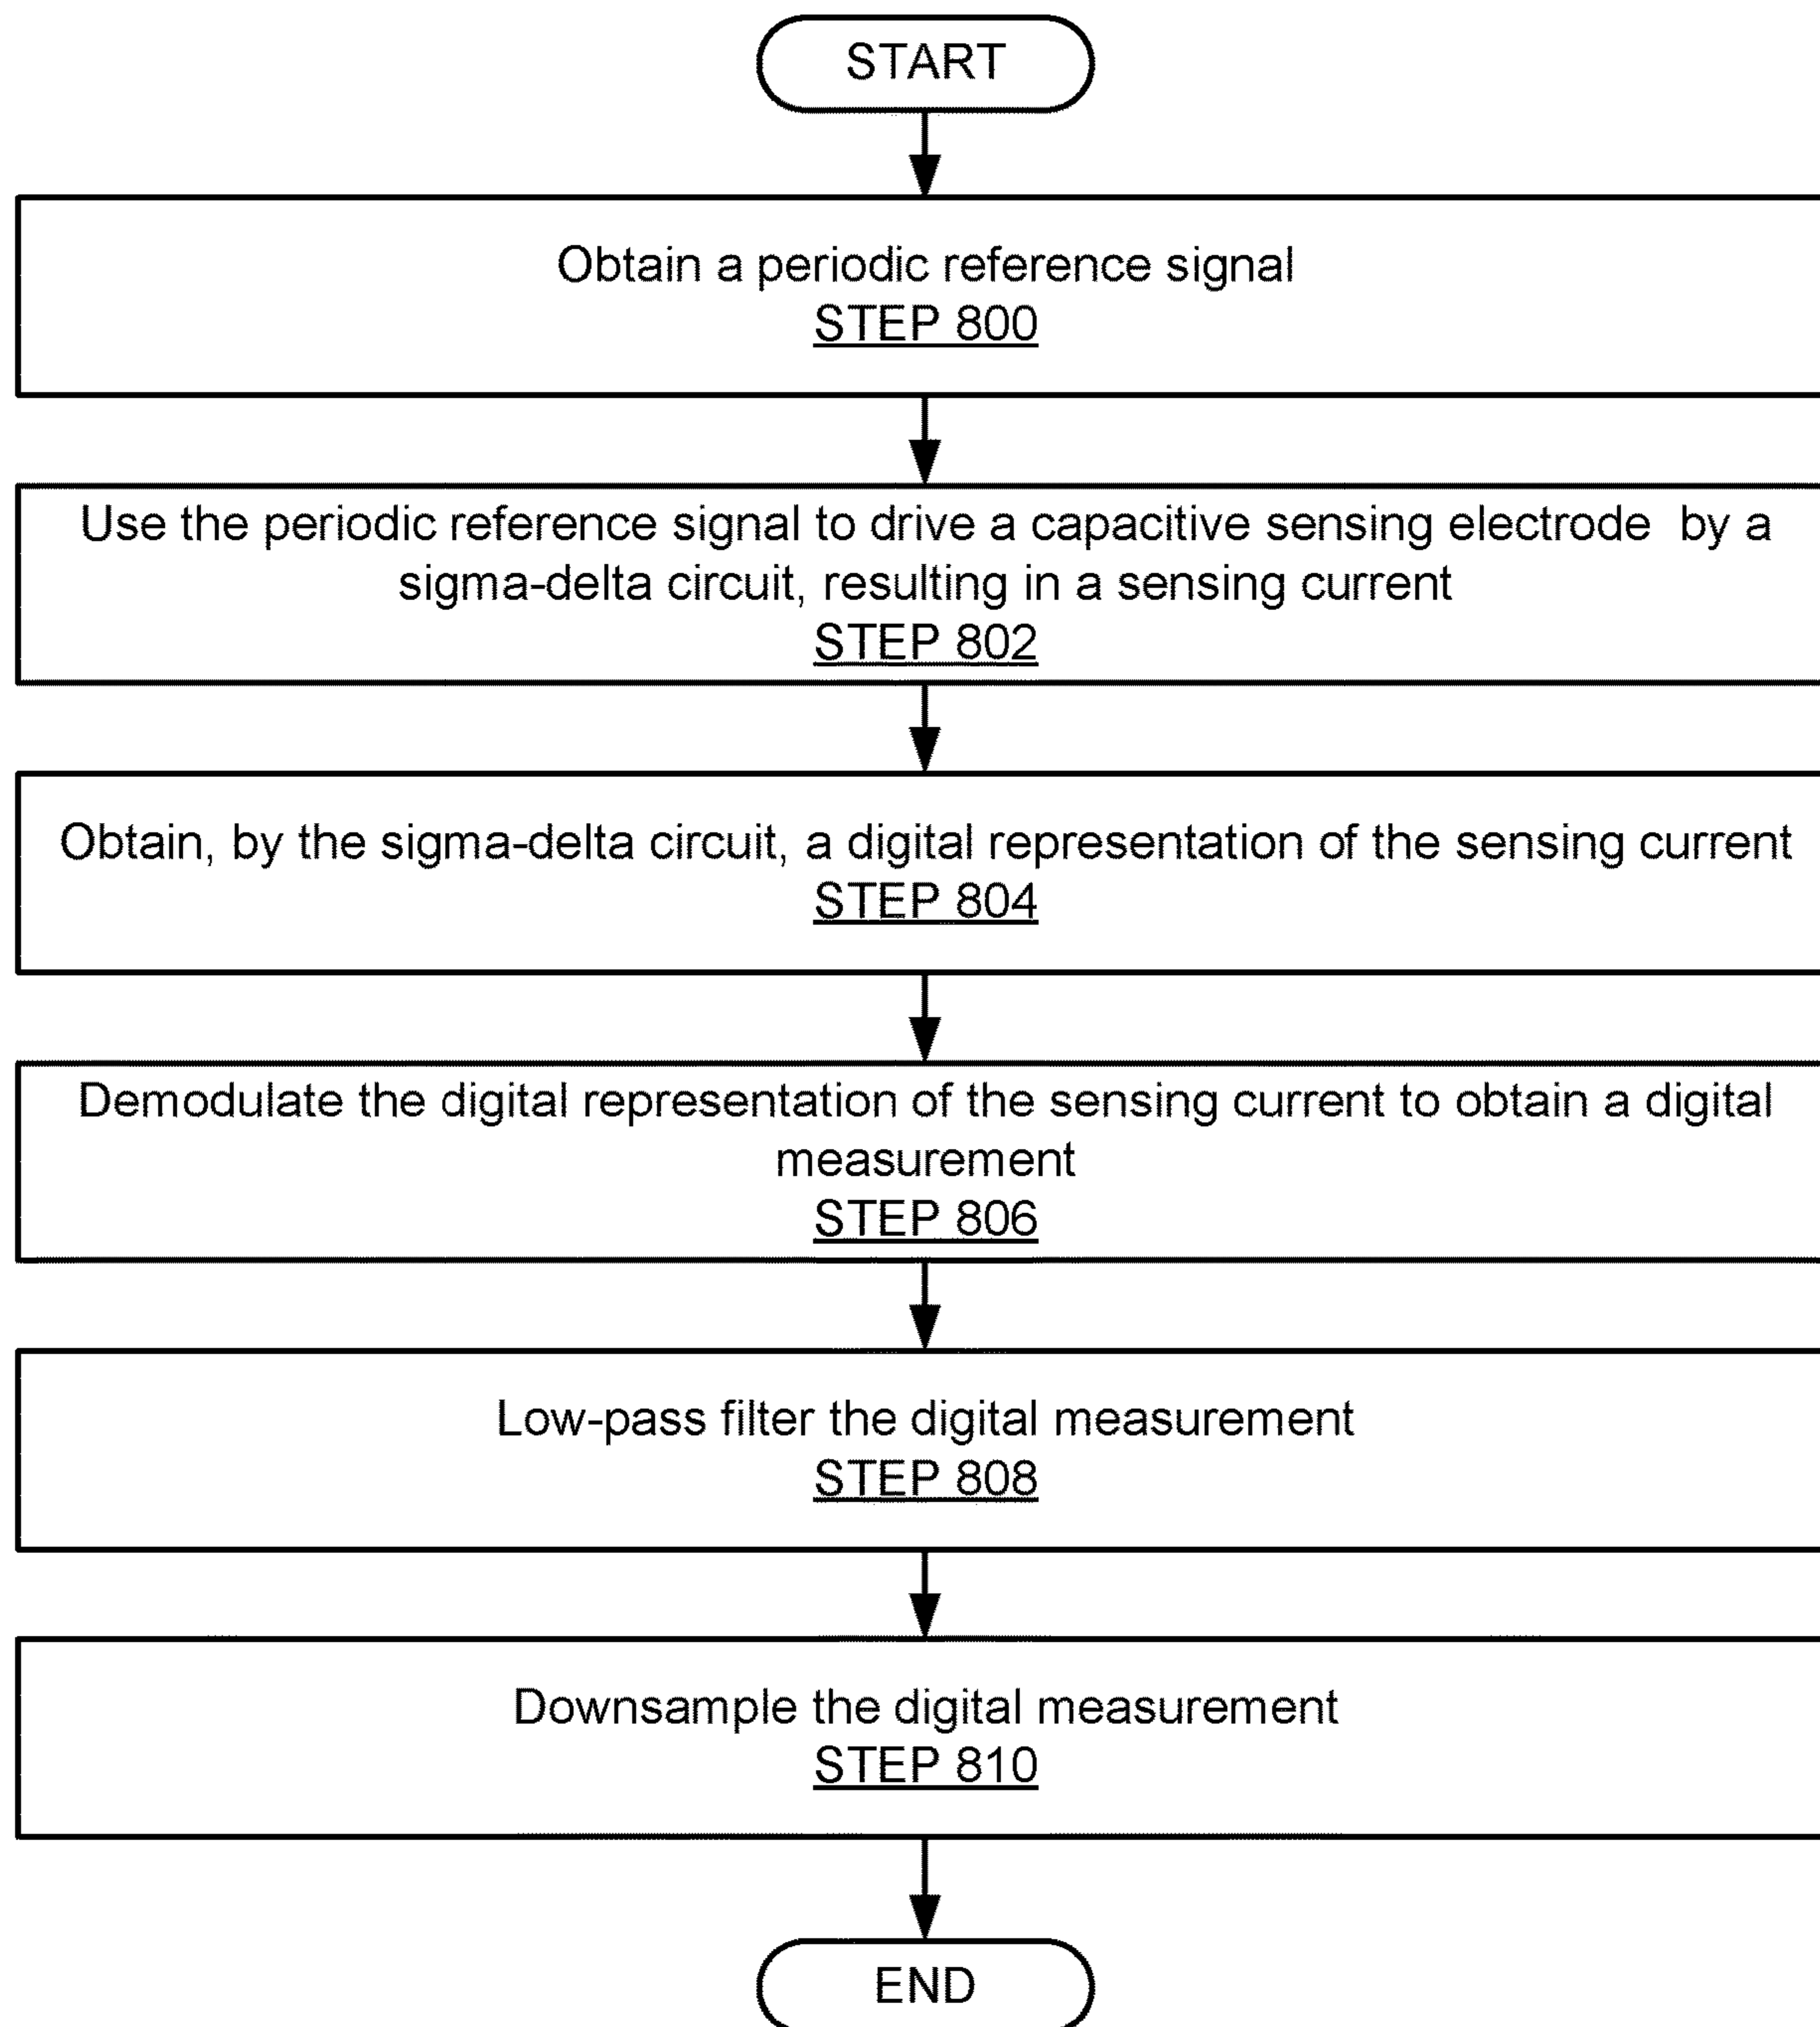 START
Obtain a periodic reference signal
STEP 800
Use the periodic reference signal to drive a capacitive sensing electrode by a
sigma-delta circuit, resulting in a sensing current
STEP 802
Obtain, by the sigma-delta circuit, a digital representation of the sensing current
STEP 804
Demodulate the digital representation of the sensing current to obtain a digital
measurement
STEP 806
Low-pass filter the digital measurement
STEP 808
Downsample the digital measurement
STEP 810
END